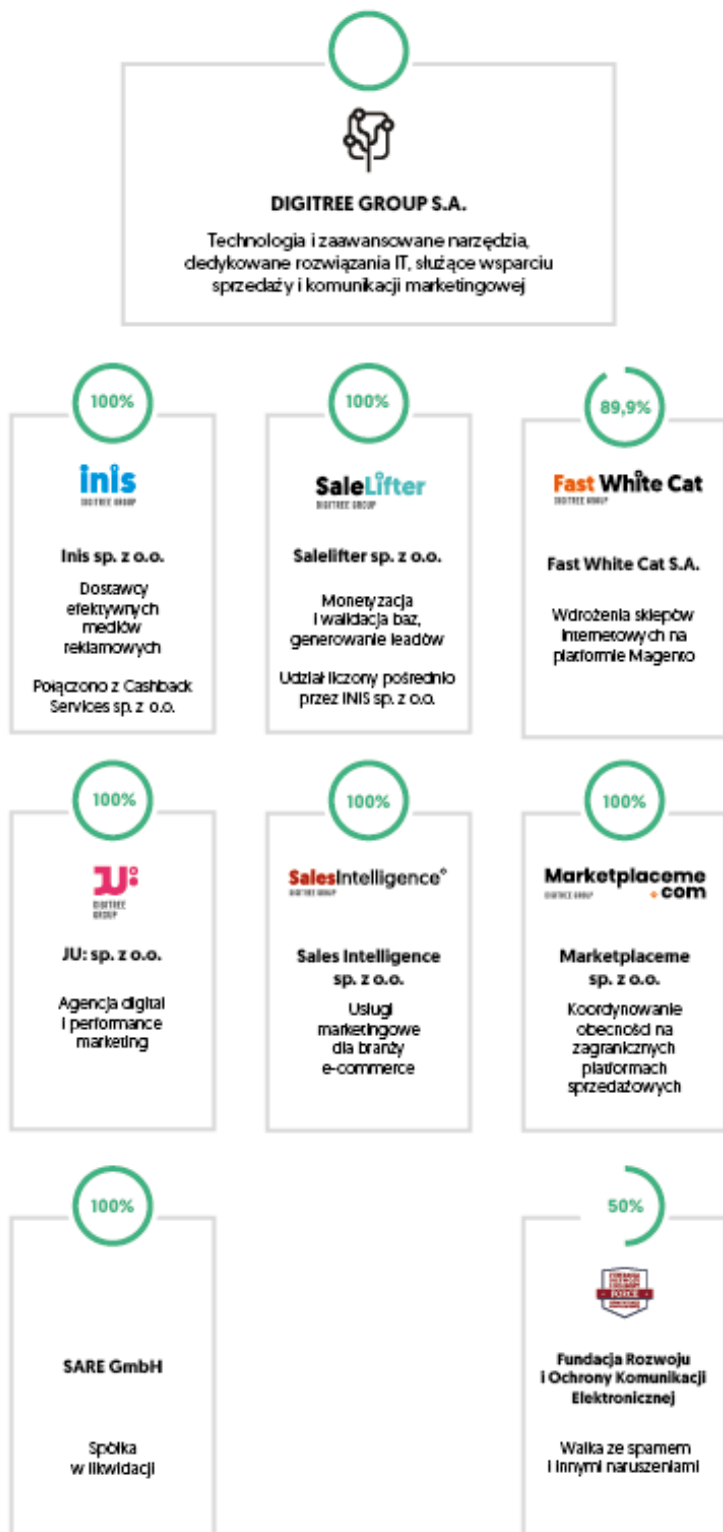 DIGITREE GROUP S.A.
Technologia i zaawansowane narzędzia,
dedykowane rozwiązania IT, służące wsparciu
sprzedaży i komunikacji marketingowej
100%
inis
DIGITREE GROUP
Inis sp. z o.o.
Dostawcy
efektywnych
mediów
reklamowych
Połączono z Cashback
Services sp. z o.o.
100%
SaleLifter
DIGITREE GROUP
Salelifter sp. z o.o.
Monetyzacja
i walidacja baz,
generowanie leadów
Udział liczony pośrednio
przez INIS sp. z o.o.
89,9%
Fast White Cat
DIGITREE GROUP
Fast White Cat S.A.
Wdrożenia sklepów
internetowych na
platformie Magento
100%
JU:
DIGITREE
GROUP
JU: sp. z o.o.
Agencja digital
i performance
marketing
100%
SalesIntelligence
DIGITREE GROUP
Sales Intelligence
sp. z o.o.
Usługi
marketingowe
dla branży
e-commerce
100%
Marketplaceme
DIGITREE GROUP
.com
Marketplaceme
sp. z o.o.
Koordynowanie
obecności na
zagranicznych
platformach
sprzedażowych
100%
SARE GmbH
Spółka
w likwidacji
50%
FORCE
Fundacja Rozwoju
i Ochrony Komunikacji
Elektronicznej
Walka ze spamem
i innymi naruszeniami